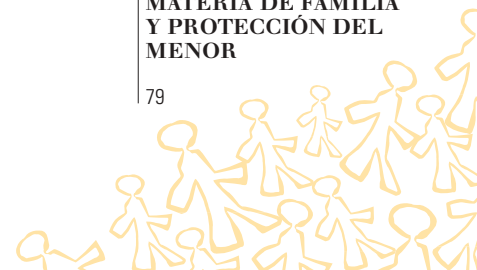 MATERIA DE FAMILIA
Y PROTECCIÓN DEL
MENOR
79